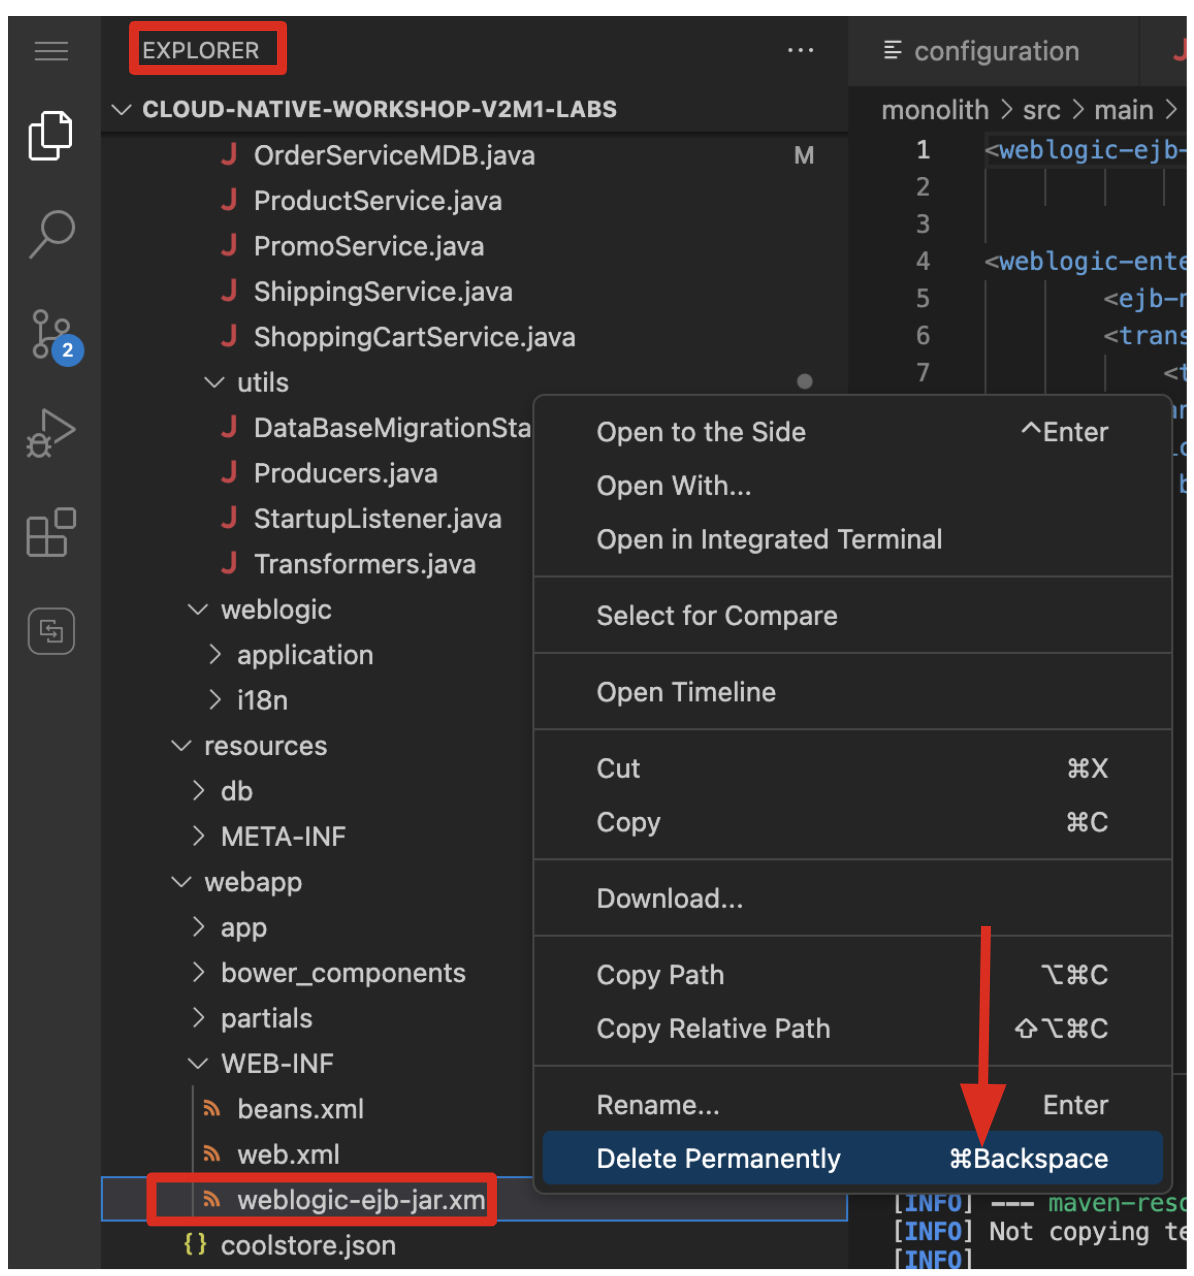 EXPLORER
...
CLOUD-NATIVE-WORKSHOP-V2M1-LABS
OrderServiceMDB.java M
ProductService.java
PromoService.java
ShippingService.java
ShoppingCartService.java
2
utils
DataBaseMigrationSta
Producers.java
StartupListener.java
Transformers.java
weblogic
application
i18n
resources
db
META-INF
webapp
app
bower_components
partials
WEB-INF
beans.xml
web.xml
weblogic-ejb-jar.xm
{} coolstore.json
configuration
monolith > src > main >
1 <weblogic-ejb-
2
3
4 <weblogic-ente
5 <ejb-n
6 <trans
7 <t
Open to the Side ^Enter
Open With...
Open in Integrated Terminal
Select for Compare
Open Timeline
Cut ⌘X
Copy ⌘C
Download...
Copy Path ⌥⌘C
Copy Relative Path ⇧⌥⌘C
Rename... Enter
Delete Permanently ⌘Backspace
[INFO] --- maven-reso
[INFO] Not copying te
[INFO]